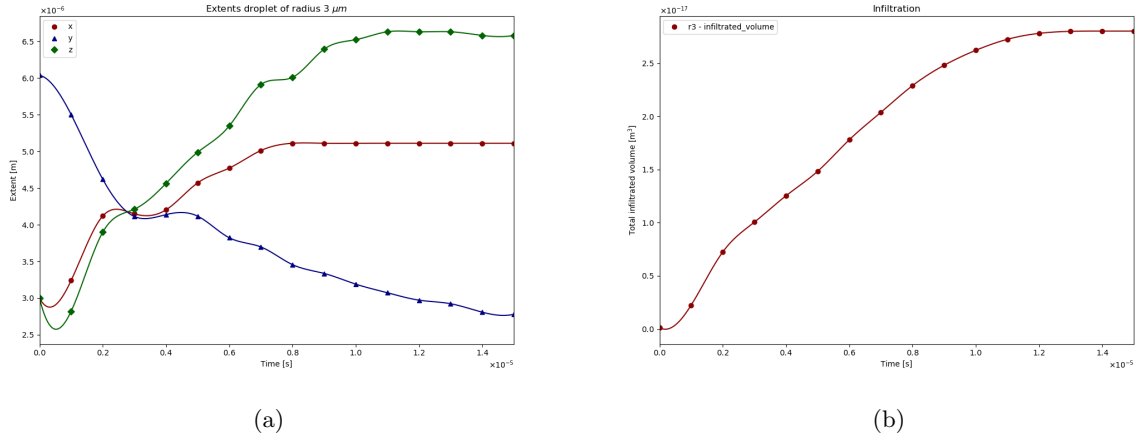 Extents droplet of radius 3 μm
×10⁻⁶
x
y
z
6.5
6.0
5.5
5.0
4.5
4.0
3.5
3.0
2.5
Extent [m]
0.0 0.2 0.4 0.6 0.8 1.0 1.2 1.4
Time [s]
×10⁻⁵
(a)
Infiltration
×10⁻¹⁷
r3 - infiltrated_volume
2.5
2.0
1.5
1.0
0.5
0.0
Total infiltrated volume [m³]
0.0 0.2 0.4 0.6 0.8 1.0 1.2 1.4
Time [s]
×10⁻⁵
(b)